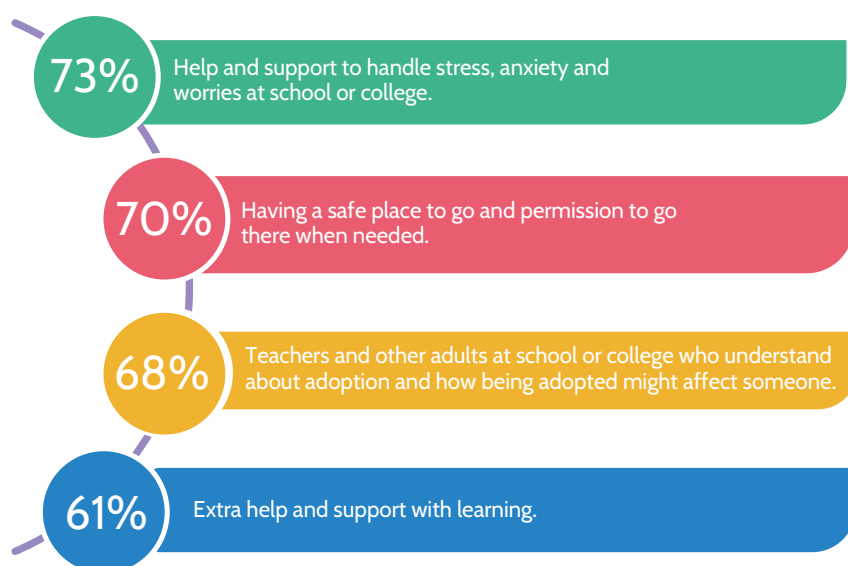 73%
Help and support to handle stress, anxiety and
worries at school or college.
70%
Having a safe place to go and permission to go
there when needed.
68%
Teachers and other adults at school or college who understand
about adoption and how being adopted might affect someone.
61%
Extra help and support with learning.